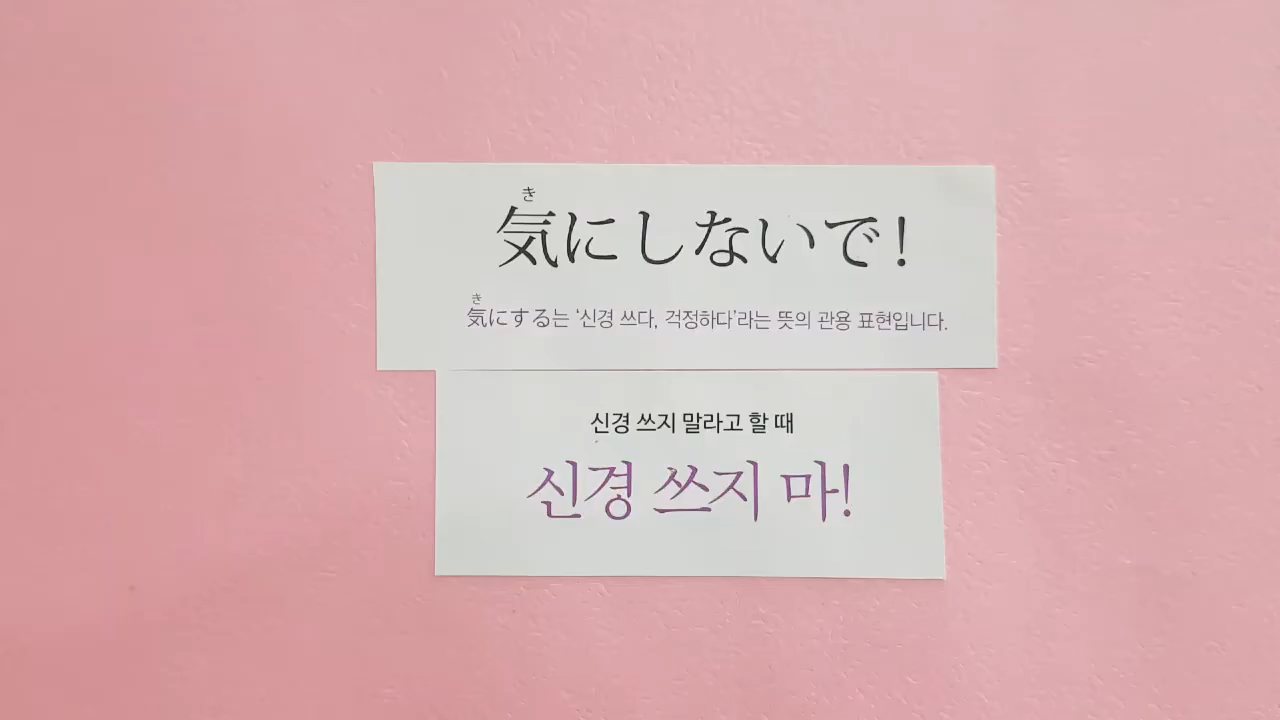 き
気にしないで!
き
気にする는 ‘신경 쓰다, 걱정하다’라는 뜻의 관용 표현입니다.
신경 쓰지 말라고 할 때
신경 쓰지 마!